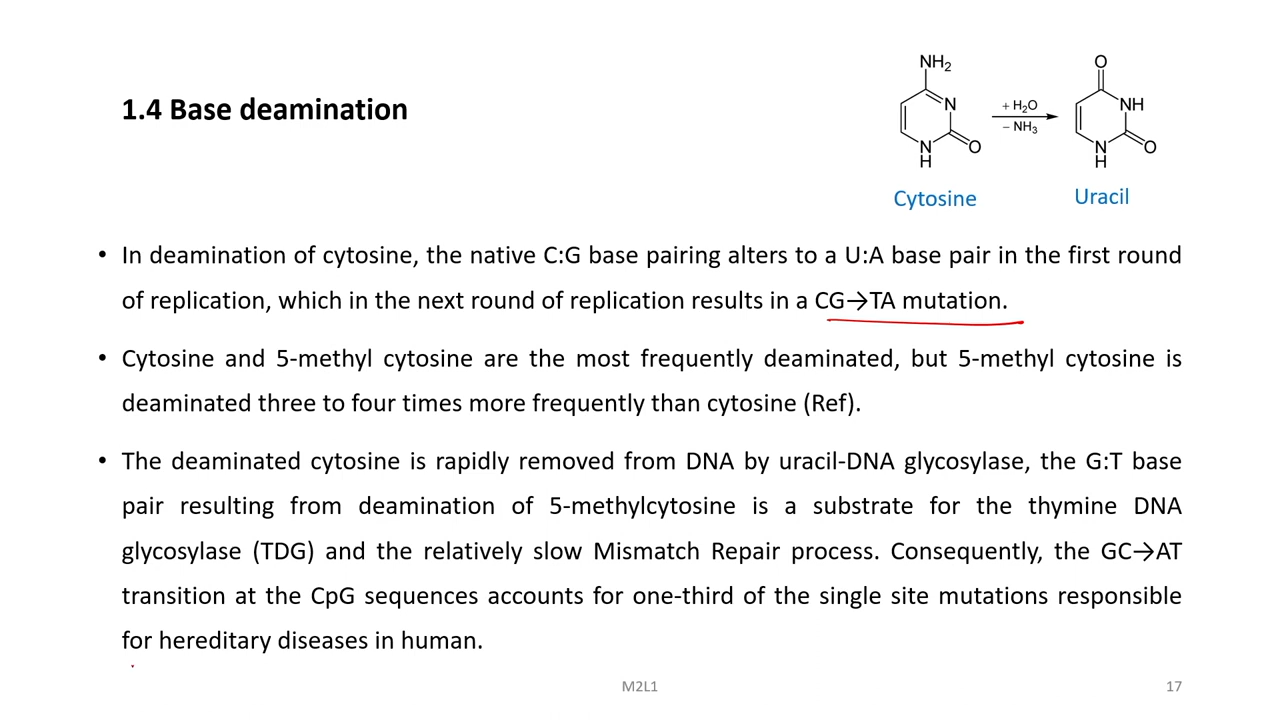 1.4 Base deamination
NH₂
N
N
H
O
+ H₂O
− NH₃
O
NH
N
H
O
Cytosine
Uracil
• In deamination of cytosine, the native C:G base pairing alters to a U:A base pair in the first round
of replication, which in the next round of replication results in a CG→TA mutation.
• Cytosine and 5-methyl cytosine are the most frequently deaminated, but 5-methyl cytosine is
deaminated three to four times more frequently than cytosine (Ref).
• The deaminated cytosine is rapidly removed from DNA by uracil-DNA glycosylase, the G:T base
pair resulting from deamination of 5-methylcytosine is a substrate for the thymine DNA
glycosylase (TDG) and the relatively slow Mismatch Repair process. Consequently, the GC→AT
transition at the CpG sequences accounts for one-third of the single site mutations responsible
for hereditary diseases in human.
M2L1
17